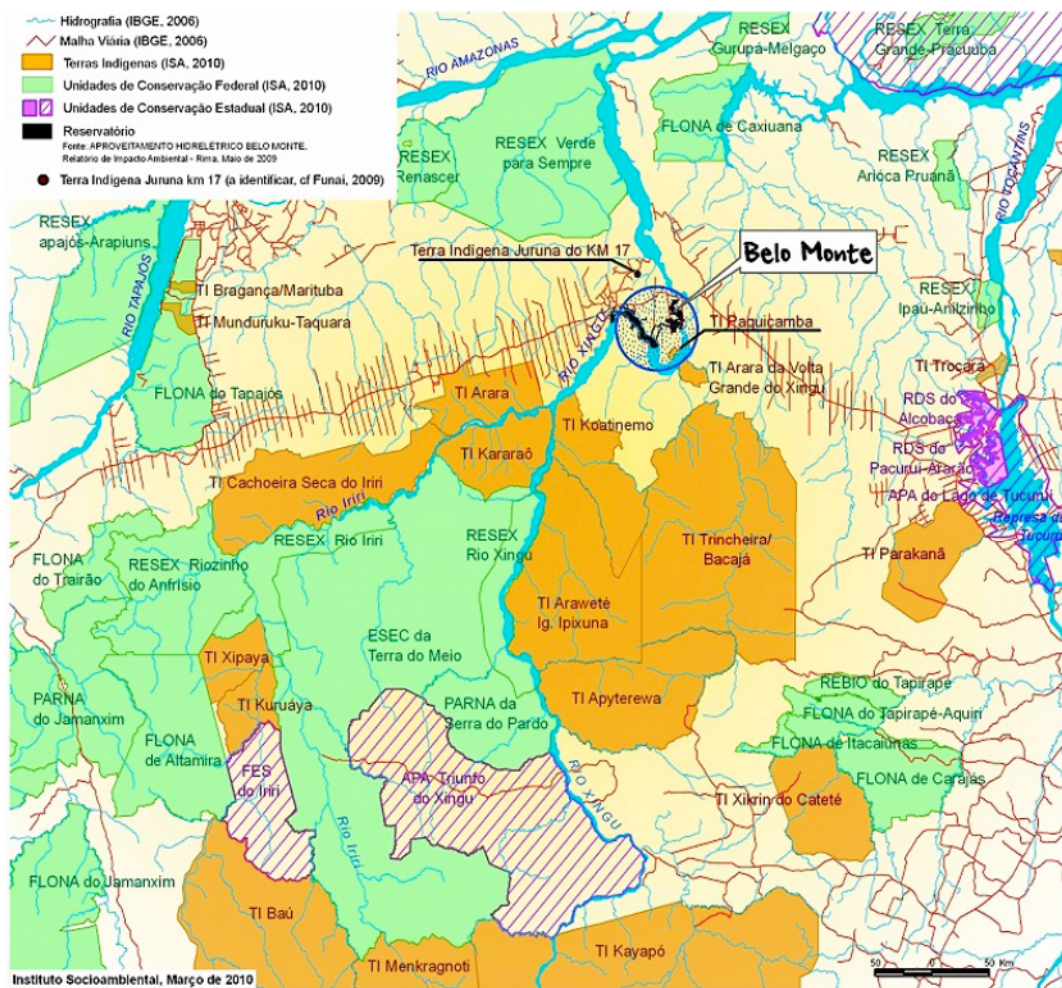 Hidrografia (IBGE, 2006)
Malha Viária (IBGE, 2006)
Terras Indígenas (ISA, 2010)
Unidades de Conservação Federal (ISA, 2010)
Unidades de Conservação Estadual (ISA, 2010)
Reservatório
Fonte: APROVEITAMENTO HIDRELÉTRICO BELO MONTE.
Relatório de Impacto Ambiental - Rima, Maio de 2009
Terra Indígena Juruna km 17 (a identificar, cf Funai, 2009)
RIO AMAZONAS
RESEX
Gurupá-Melgaço
RESEX Terra
Grande-Pracuúba
RESEX
Renascer
RESEX Verde
para Sempre
FLONA de Caxiuana
RESEX
Arióca Pruanã
RIO TOCANTINS
RESEX
apajós-Arapiuns
RIO TAPAJÓS
TI Bragança/Marituba
TI Munduruku-Taquara
FLONA do Tapajós
Terra Indígena Juruna do KM 17
Belo Monte
RIO XINGU
TI Paquiçamba
TI Arara da Volta
Grande do Xingu
RESEX
Ipaú-Anilzinho
TI Trocará
RDS do
Alcobaça
RDS do
Pacuruí-Ararão
APA do Lago de Tucuruí
Represa de
Tucuruí
TI Arara
TI Koatinemo
TI Kararaô
TI Cachoeira Seca do Iriri
Rio Iriri
RESEX Rio Iriri
RESEX
Rio Xingu
TI Trincheira/
Bacajá
TI Parakanã
FLONA
do Trairão
RESEX Riozinho
do Anfrísio
TI Araweté
Ig. Ipixuna
ESEC da
Terra do Meio
TI Xipaya
TI Kuruáya
PARNA da
Serra do Pardo
TI Apyterewa
PARNA
do Jamanxim
FLONA
de Altamira
REBIO do Tapirapé
FLONA do Tapirapé-Aquiri
FLONA de Itacaiúnas
FLONA de Carajás
TI Xikrin do Cateté
FES
do Iriri
APA Triunfo
do Xingu
RIO XINGU
Rio Iriri
FLONA do Jamanxim
TI Baú
TI Menkragnoti
TI Kayapó
Instituto Socioambiental, Março de 2010
50 0 50 Km